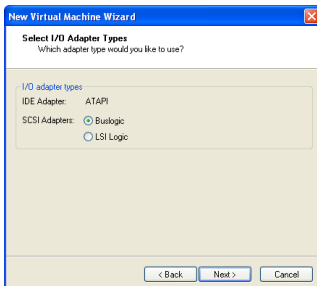 New Virtual Machine Wizard
Select I/O Adapter Types
Which adapter type would you like to use?
I/O adapter types
IDE Adapter: ATAPI
SCSI Adapters: Buslogic
LSI Logic
< Back Next > Cancel